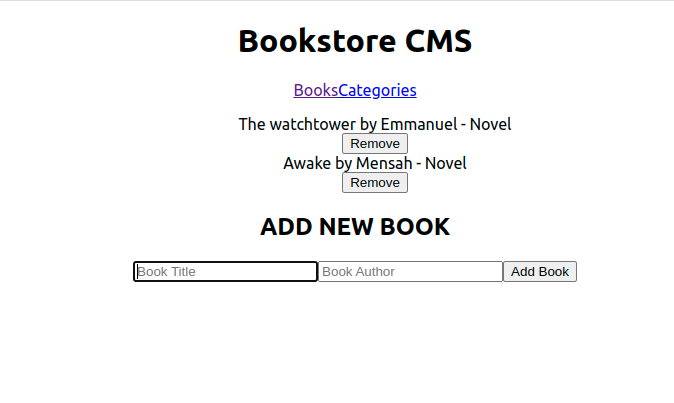 Bookstore CMS
BooksCategories
The watchtower by Emmanuel - Novel
Remove
Awake by Mensah - Novel
Remove
ADD NEW BOOK
Book Title Book Author Add Book